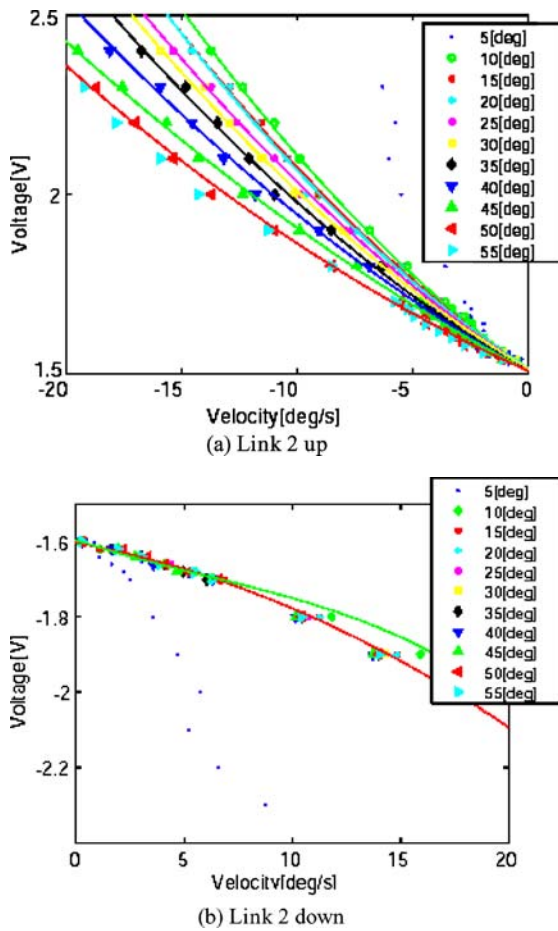 2.5
2
1.5
Voltage[V]
-20
-15
-10
-5
0
Velocity[deg/s]
5[deg]
10[deg]
15[deg]
20[deg]
25[deg]
30[deg]
35[deg]
40[deg]
45[deg]
50[deg]
55[deg]
(a) Link 2 up
-1.6
-1.8
-2
-2.2
Voltage[V]
0
5
10
15
20
Velocity[deg/s]
5[deg]
10[deg]
15[deg]
20[deg]
25[deg]
30[deg]
35[deg]
40[deg]
45[deg]
50[deg]
55[deg]
(b) Link 2 down